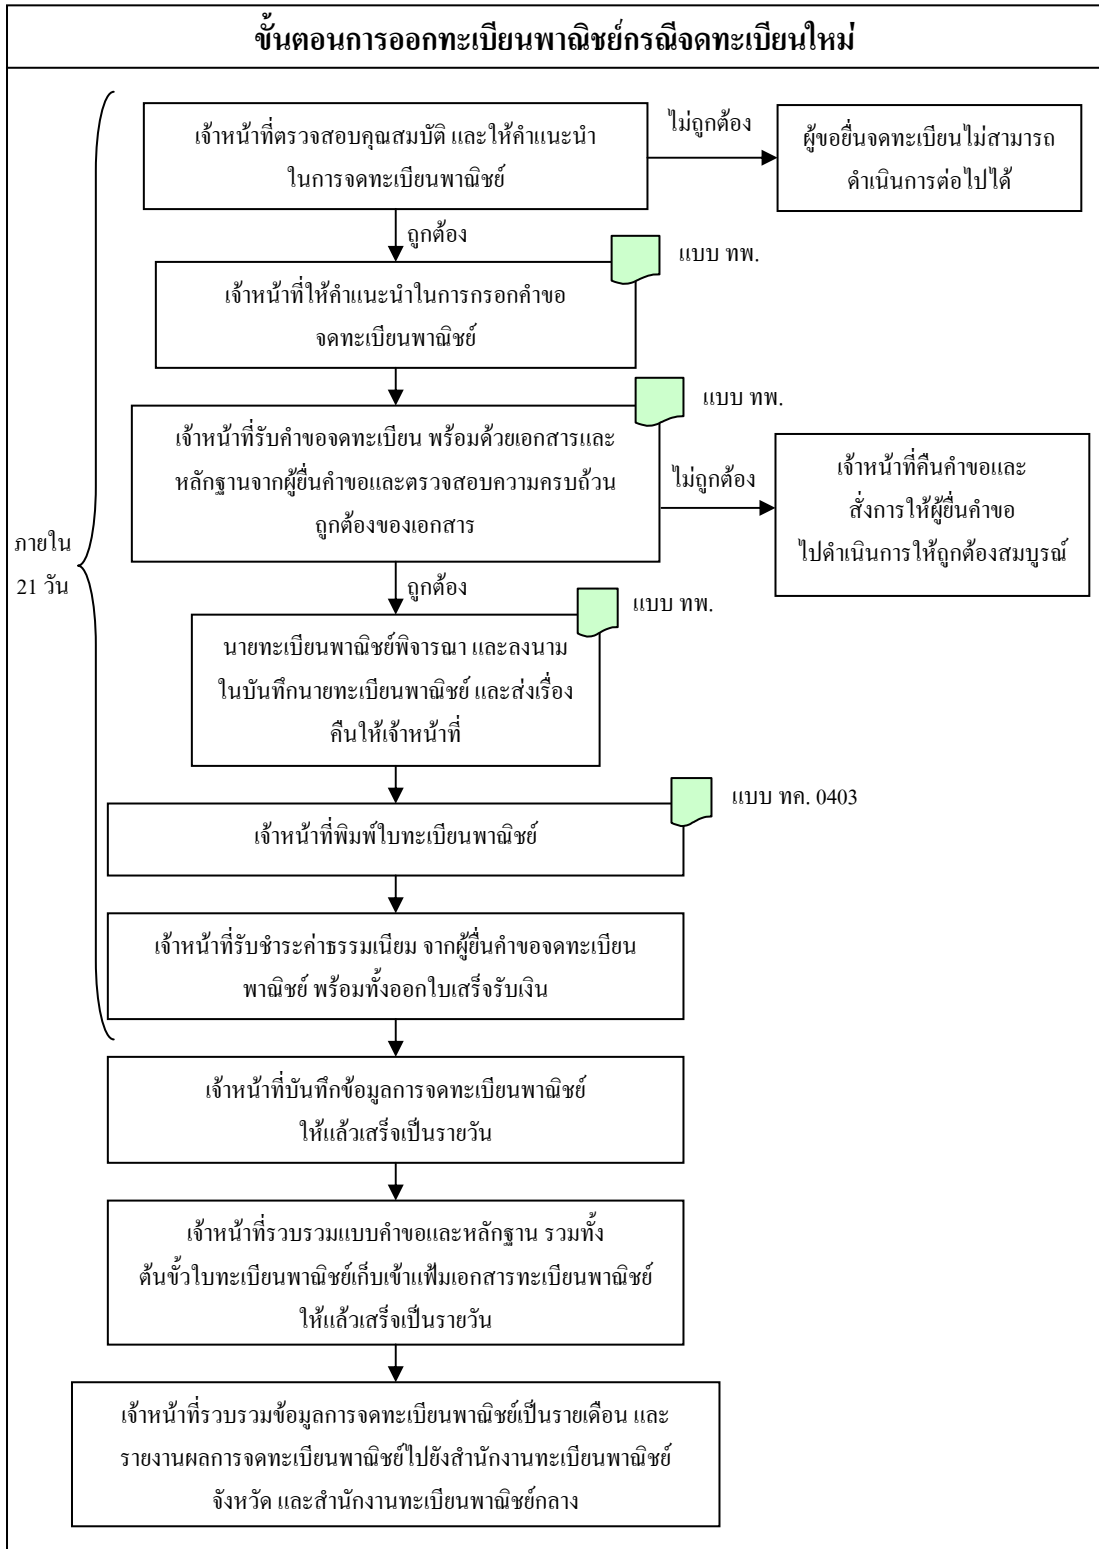 ขั้นตอนการออกทะเบียนพาณิชย์กรณีจดทะเบียนใหม่
เจ้าหน้าที่ตรวจสอบคุณสมบัติ และให้คำแนะนำ
ในการจดทะเบียนพาณิชย์
ไม่ถูกต้อง
ผู้ขอยื่นจดทะเบียนไม่สามารถ
ดำเนินการต่อไปได้
ถูกต้อง
แบบ ทพ.
เจ้าหน้าที่ให้คำแนะนำในการกรอกคำขอ
จดทะเบียนพาณิชย์
แบบ ทพ.
เจ้าหน้าที่รับคำขอจดทะเบียน พร้อมด้วยเอกสารและ
หลักฐานจากผู้ยื่นคำขอและตรวจสอบความครบถ้วน
ถูกต้องของเอกสาร
ไม่ถูกต้อง
เจ้าหน้าที่คืนคำขอและ
สั่งการให้ผู้ยื่นคำขอ
ไปดำเนินการให้ถูกต้องสมบูรณ์
ภายใน
21 วัน
ถูกต้อง
แบบ ทพ.
นายทะเบียนพาณิชย์พิจารณา และลงนาม
ในบันทึกนายทะเบียนพาณิชย์ และส่งเรื่อง
คืนให้เจ้าหน้าที่
แบบ ทค. 0403
เจ้าหน้าที่พิมพ์ใบทะเบียนพาณิชย์
เจ้าหน้าที่รับชำระค่าธรรมเนียม จากผู้ยื่นคำขอจดทะเบียน
พาณิชย์ พร้อมทั้งออกใบเสร็จรับเงิน
เจ้าหน้าที่บันทึกข้อมูลการจดทะเบียนพาณิชย์
ให้แล้วเสร็จเป็นรายวัน
เจ้าหน้าที่รวบรวมแบบคำขอและหลักฐาน รวมทั้ง
ต้นขั้วใบทะเบียนพาณิชย์เก็บเข้าแฟ้มเอกสารทะเบียนพาณิชย์
ให้แล้วเสร็จเป็นรายวัน
เจ้าหน้าที่รวบรวมข้อมูลการจดทะเบียนพาณิชย์เป็นรายเดือน และ
รายงานผลการจดทะเบียนพาณิชย์ไปยังสำนักงานทะเบียนพาณิชย์
จังหวัด และสำนักงานทะเบียนพาณิชย์กลาง